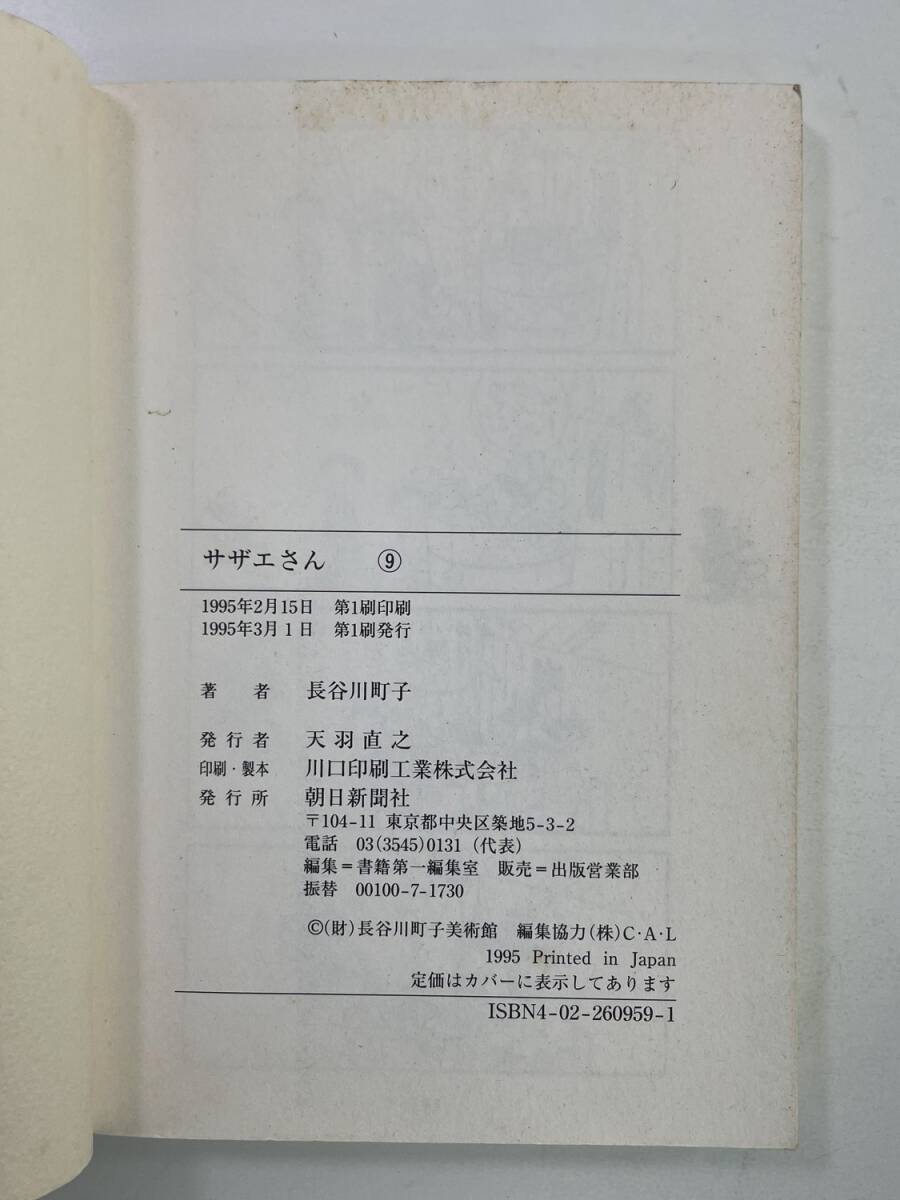 サザエさん ⑨
1995年2月15日 第1刷印刷
1995年3月1日 第1刷発行
著者 長谷川町子
発行者 天羽直之
印刷・製本 川口印刷工業株式会社
発行所 朝日新聞社
〒104-11 東京都中央区築地5-3-2
電話 03(3545)0131(代表)
編集=書籍第一編集室 販売=出版営業部
振替 00100-7-1730
©(財)長谷川町子美術館 編集協力(株)C・A・L
1995 Printed in Japan
定価はカバーに表示してあります
ISBN4-02-260959-1